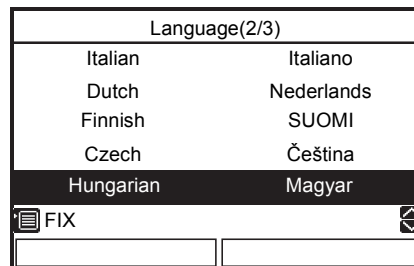 Language(2/3)
Italian Italiano
Dutch Nederlands
Finnish SUOMI
Czech Čeština
Hungarian Magyar
FIX